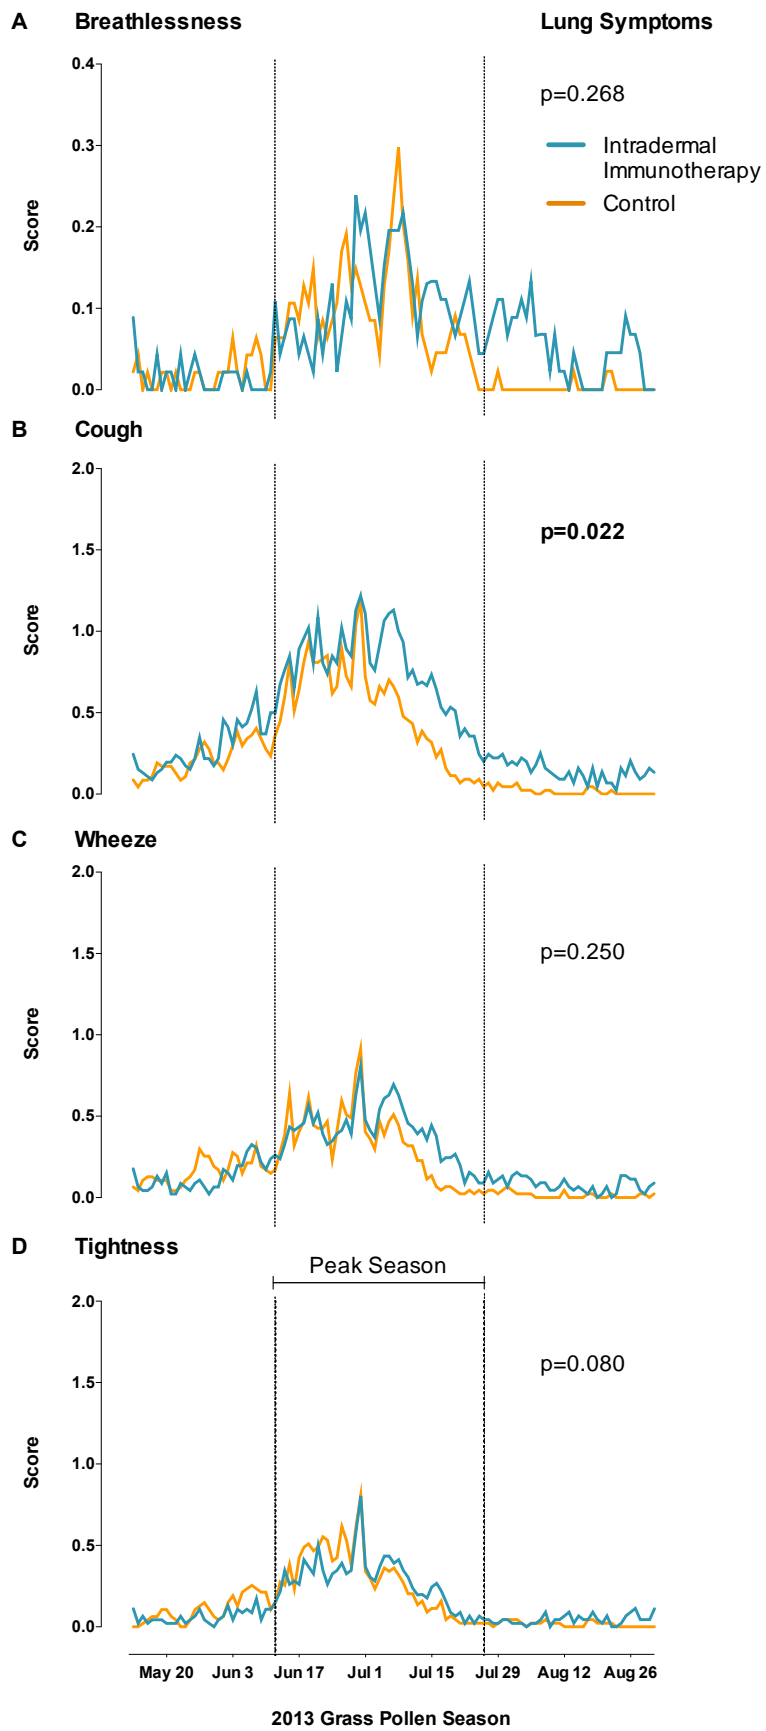 A Breathlessness Lung Symptoms
0.4
p=0.268
0.3
Intradermal
Immunotherapy
Control
0.2
Score
0.1
0.0
B Cough
2.0
p=0.022
1.5
1.0
Score
0.5
0.0
C Wheeze
2.0
p=0.250
1.5
1.0
Score
0.5
0.0
D Tightness
Peak Season
2.0
p=0.080
1.5
1.0
Score
0.5
0.0
May 20 Jun 3 Jun 17 Jul 1 Jul 15 Jul 29 Aug 12 Aug 26
2013 Grass Pollen Season